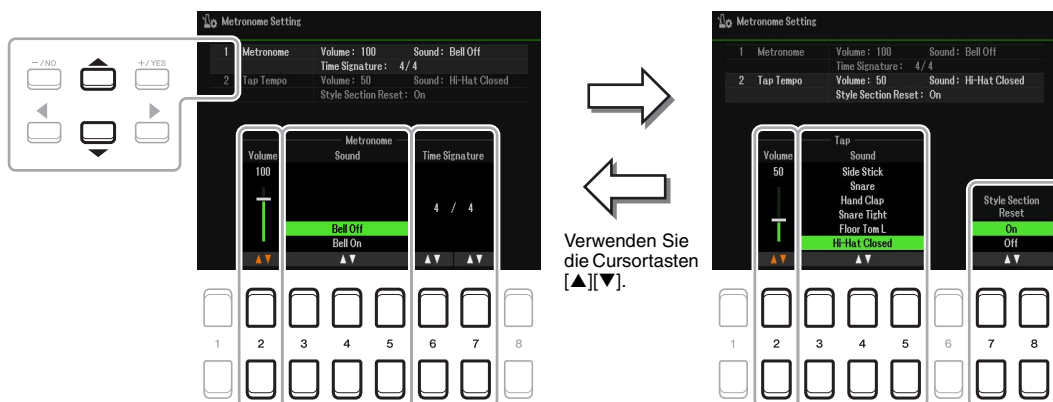 Metronome Setting
1 Metronome Volume: 100 Sound: Bell Off
Time Signature: 4/4
2 Tap Tempo Volume: 50 Sound: Hi-Hat Closed
Style Section Reset: On
-/NO +/YES
Metronome
Volume Sound Time Signature
100
4 / 4
Bell Off
Bell On
1 2 3 4 5 6 7 8
Verwenden Sie
die Cursortasten
[▲][▼].
Metronome Setting
1 Metronome Volume: 100 Sound: Bell Off
Time Signature: 4/4
2 Tap Tempo Volume: 50 Sound: Hi-Hat Closed
Style Section Reset: On
Tap
Volume Sound
50 Side Stick
Snare
Hand Clap
Snare Tight
Floor Tom L
Hi-Hat Closed
Style Section
Reset
On
Off
1 2 3 4 5 6 7 8